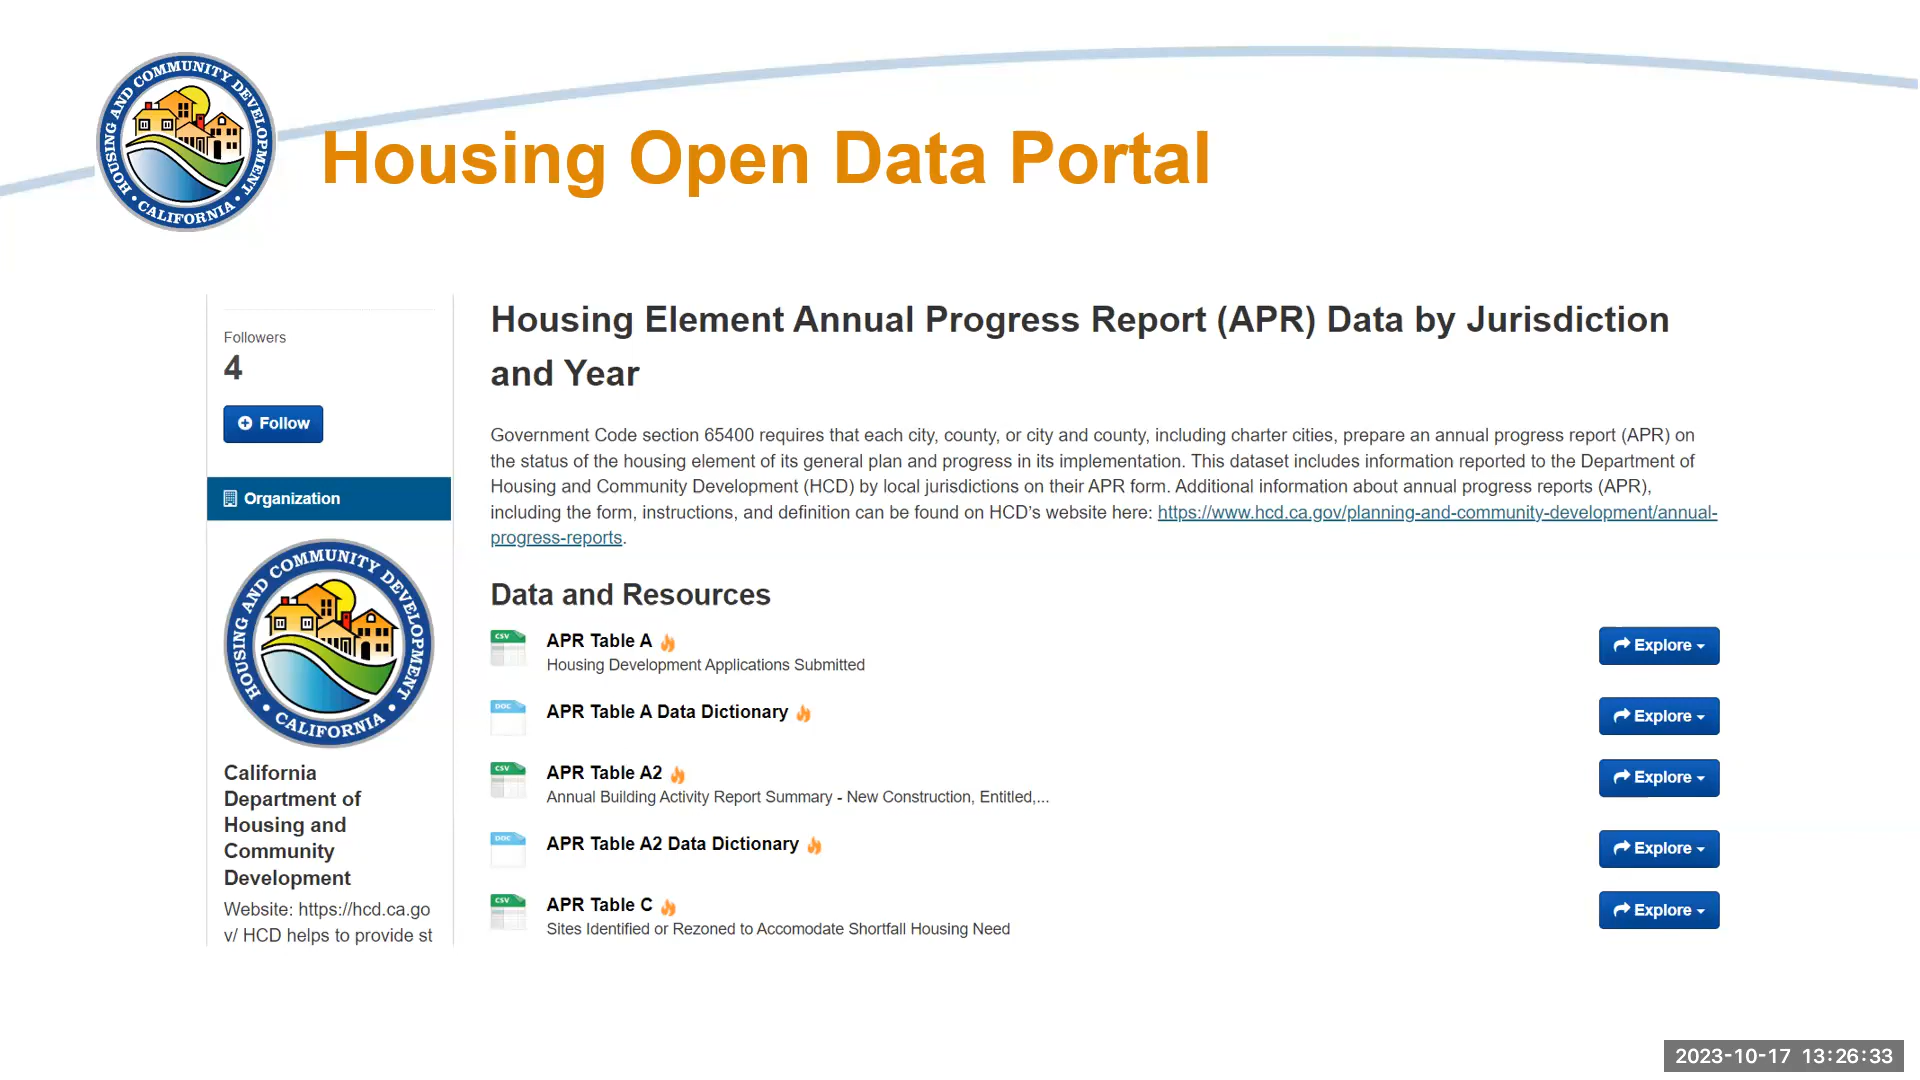 HOUSING AND COMMUNITY DEVELOPMENT
• CALIFORNIA •
Housing Open Data Portal
Followers
4
Follow
Organization
HOUSING AND COMMUNITY DEVELOPMENT
• CALIFORNIA •
California
Department of
Housing and
Community
Development
Website: https://hcd.ca.go
v/ HCD helps to provide st
Housing Element Annual Progress Report (APR) Data by Jurisdiction
and Year
Government Code section 65400 requires that each city, county, or city and county, including charter cities, prepare an annual progress report (APR) on
the status of the housing element of its general plan and progress in its implementation. This dataset includes information reported to the Department of
Housing and Community Development (HCD) by local jurisdictions on their APR form. Additional information about annual progress reports (APR),
including the form, instructions, and definition can be found on HCD's website here: https://www.hcd.ca.gov/planning-and-community-development/annual-
progress-reports.
Data and Resources
CSV APR Table A Explore
Housing Development Applications Submitted
DOC APR Table A Data Dictionary Explore
CSV APR Table A2 Explore
Annual Building Activity Report Summary - New Construction, Entitled,...
DOC APR Table A2 Data Dictionary Explore
CSV APR Table C Explore
Sites Identified or Rezoned to Accomodate Shortfall Housing Need
2023-10-17 13:26:33